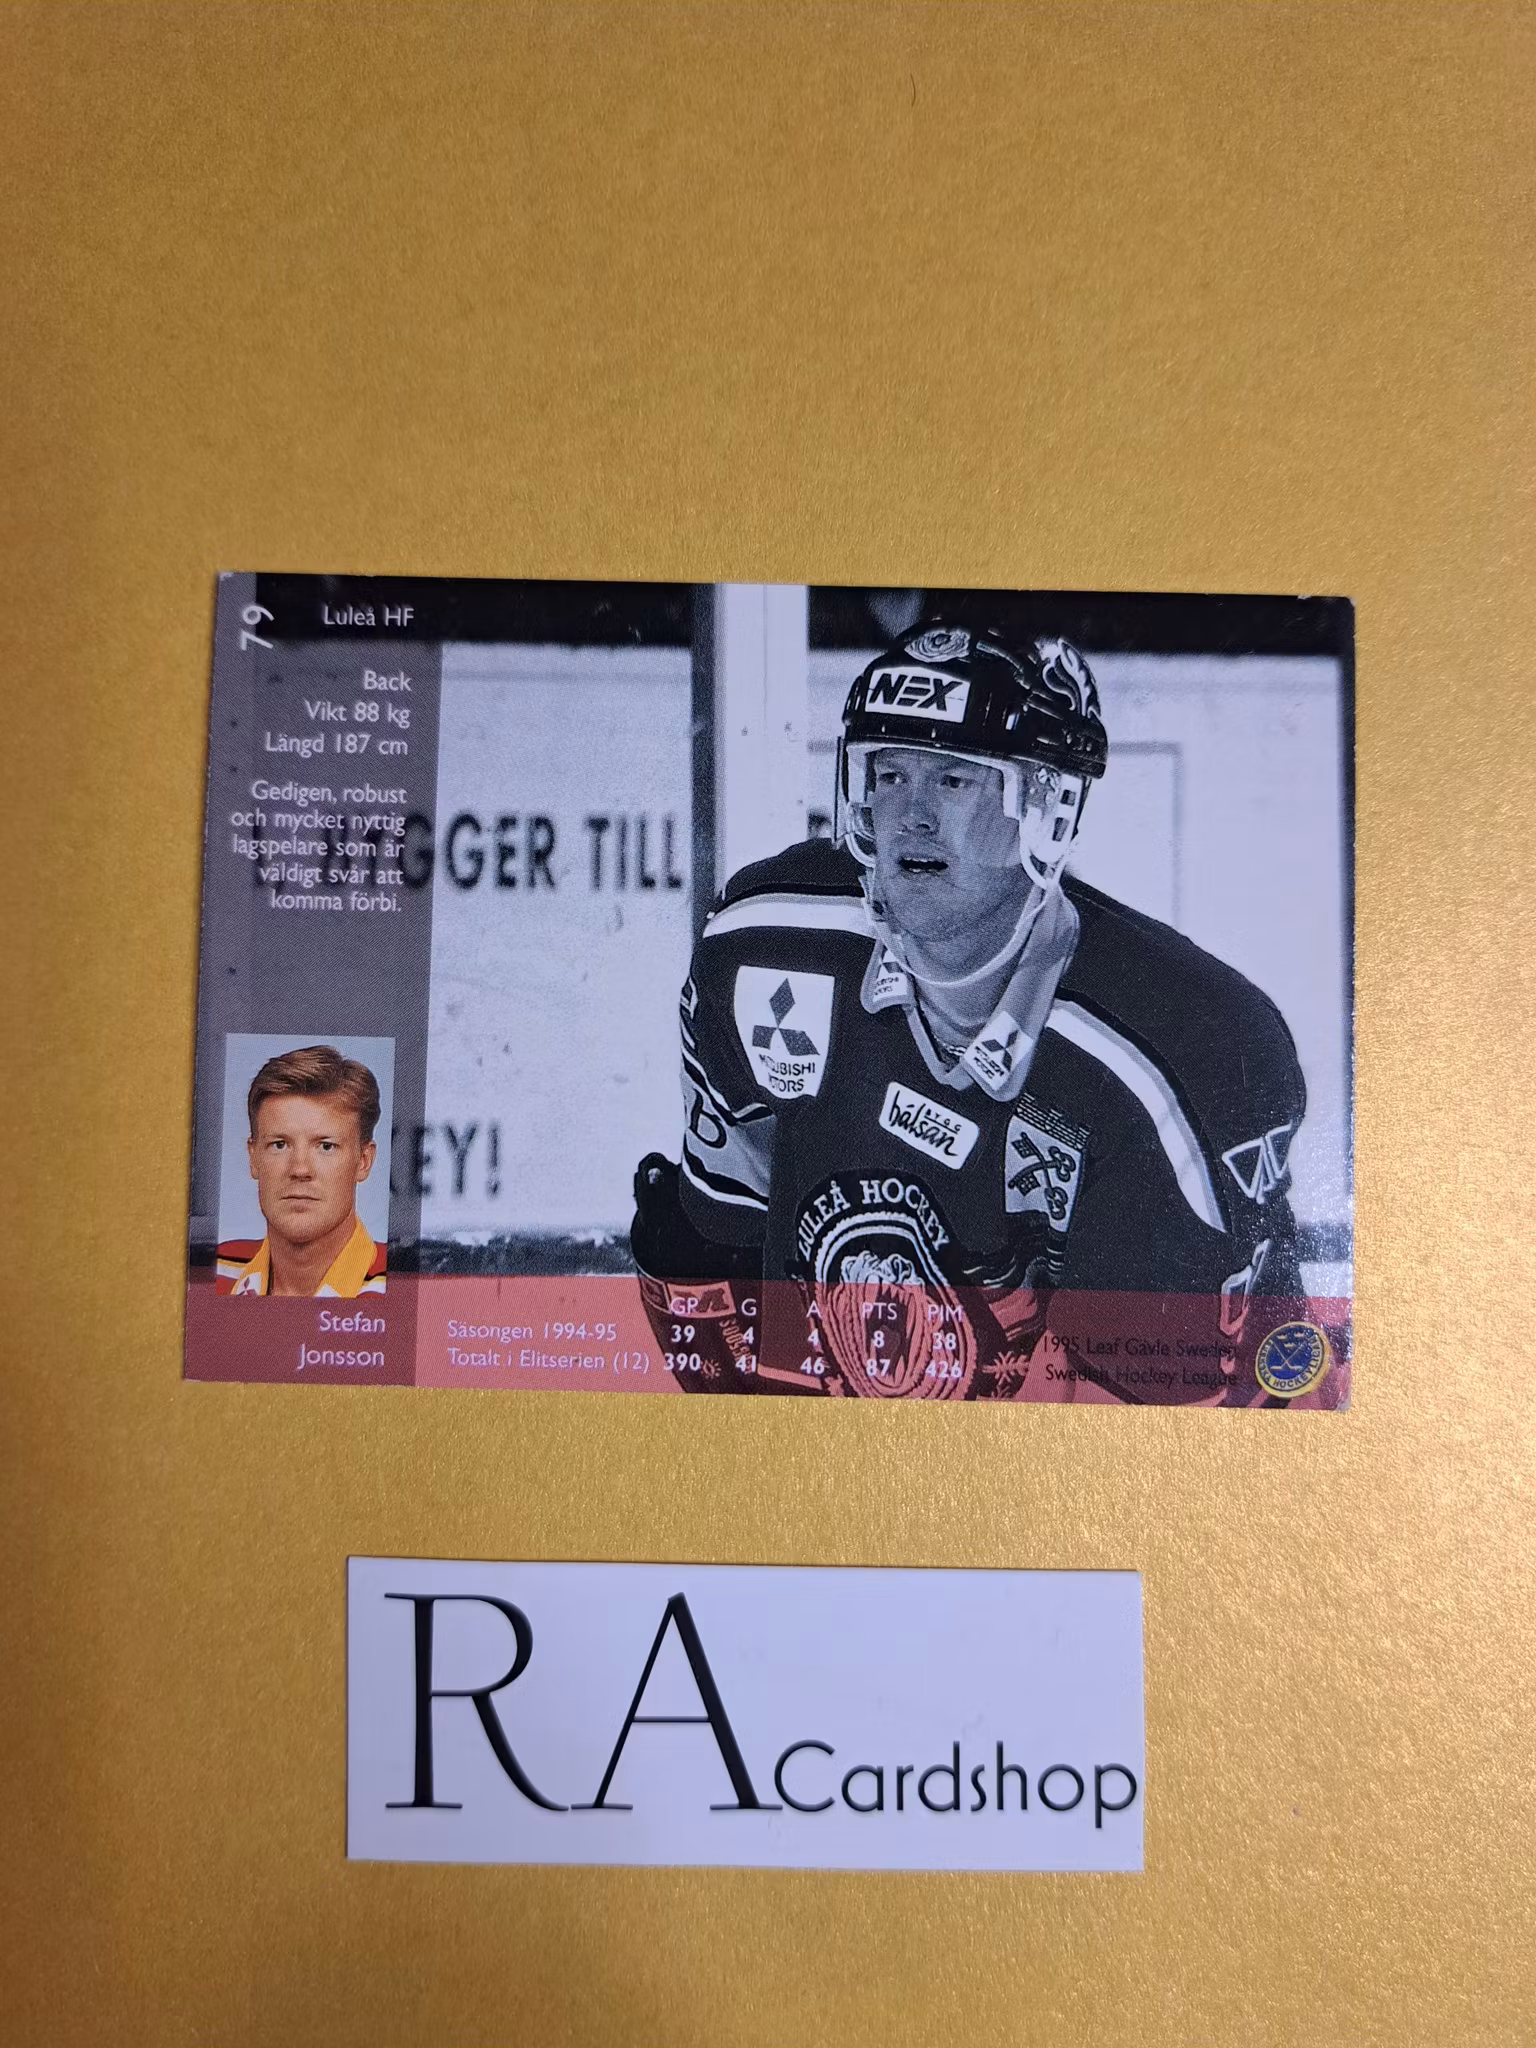 79
Luleå HF
Back
Vikt 88 kg
Längd 187 cm
Gedigen, robust
och mycket nyttig
lagspelare som är
väldigt svår att
komma förbi.
GGER TILL
EY!
NEX
MITSUBISHI
MOTORS
BYGG
hälsan
LULEÅ HOCKEY
Stefan
Jonsson
GP G A PTS PIM
Säsongen 1994-95 39 4 4 8 38
Totalt i Elitserien (12) 390 41 46 87 426
© 1995 Leaf Gävle Sweden
Swedish Hockey League
RA Cardshop